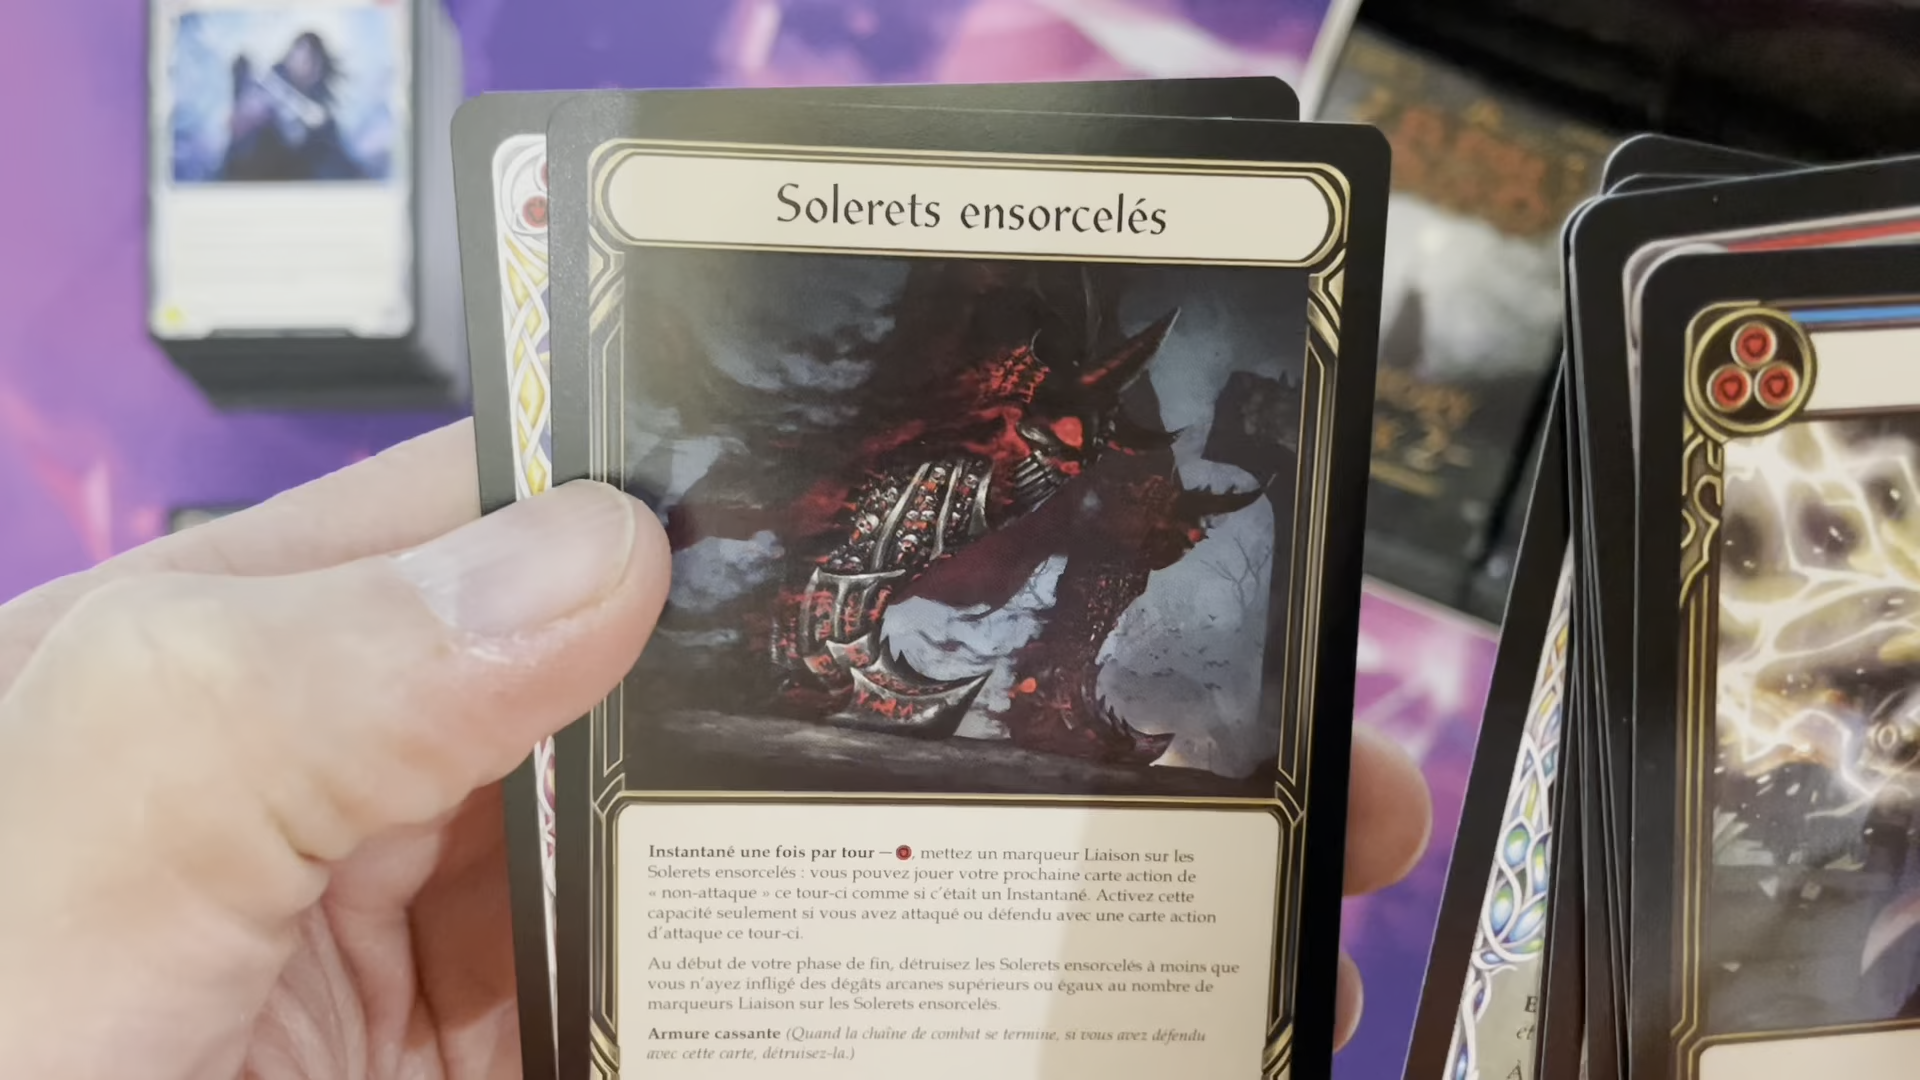 Solerets ensorcelés
Instantané une fois par tour — , mettez un marqueur Liaison sur les
Solerets ensorcelés : vous pouvez jouer votre prochaine carte action de
« non-attaque » ce tour-ci comme si c'était un Instantané. Activez cette
capacité seulement si vous avez attaqué ou défendu avec une carte action
d'attaque ce tour-ci.
Au début de votre phase de fin, détruisez les Solerets ensorcelés à moins que
vous n'ayez infligé des dégâts arcanes supérieurs ou égaux au nombre de
marqueurs Liaison sur les Solerets ensorcelés.
Armure cassante (Quand la chaîne de combat se termine, si vous avez défendu
avec cette carte, détruisez-la.)